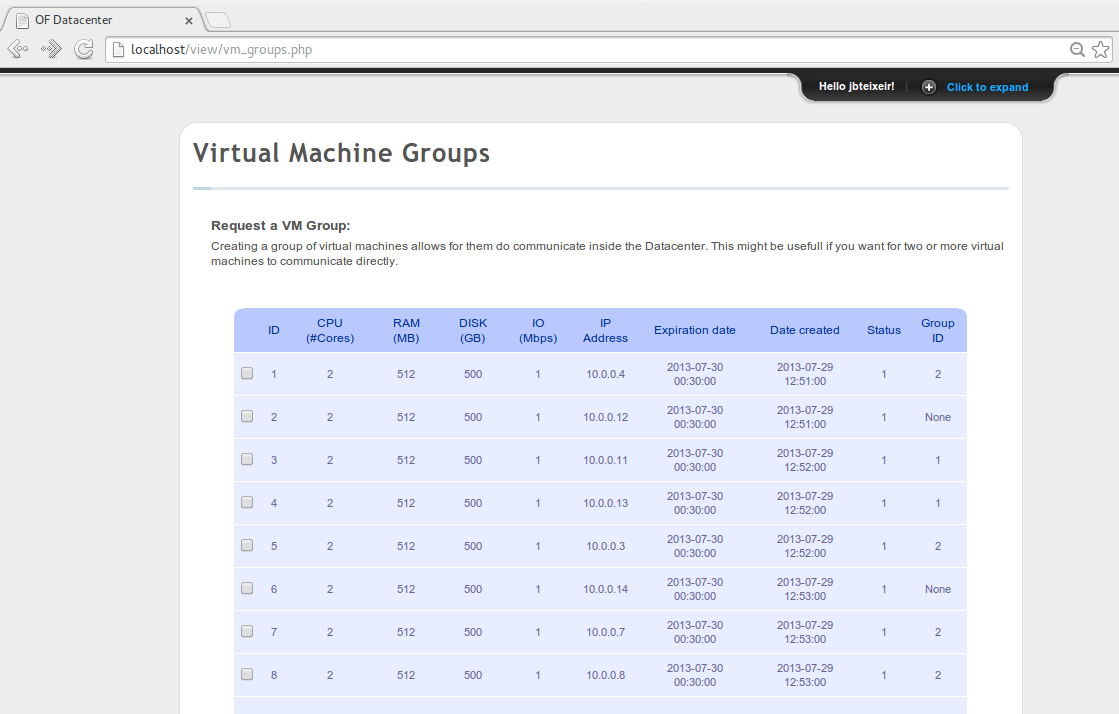 OF Datacenter
localhost/view/vm_groups.php
Hello jbteixeir! Click to expand
Virtual Machine Groups
Request a VM Group:
Creating a group of virtual machines allows for them do communicate inside the Datacenter. This might be usefull if you want for two or more virtual
machines to communicate directly.
ID CPU (#Cores) RAM (MB) DISK (GB) IO (Mbps) IP Address Expiration date Date created Status Group ID
1 2 512 500 1 10.0.0.4 2013-07-30 00:30:00 2013-07-29 12:51:00 1 2
2 2 512 500 1 10.0.0.12 2013-07-30 00:30:00 2013-07-29 12:51:00 1 None
3 2 512 500 1 10.0.0.11 2013-07-30 00:30:00 2013-07-29 12:52:00 1 1
4 2 512 500 1 10.0.0.13 2013-07-30 00:30:00 2013-07-29 12:52:00 1 1
5 2 512 500 1 10.0.0.3 2013-07-30 00:30:00 2013-07-29 12:52:00 1 2
6 2 512 500 1 10.0.0.14 2013-07-30 00:30:00 2013-07-29 12:53:00 1 None
7 2 512 500 1 10.0.0.7 2013-07-30 00:30:00 2013-07-29 12:53:00 1 2
8 2 512 500 1 10.0.0.8 2013-07-30 00:30:00 2013-07-29 12:53:00 1 2